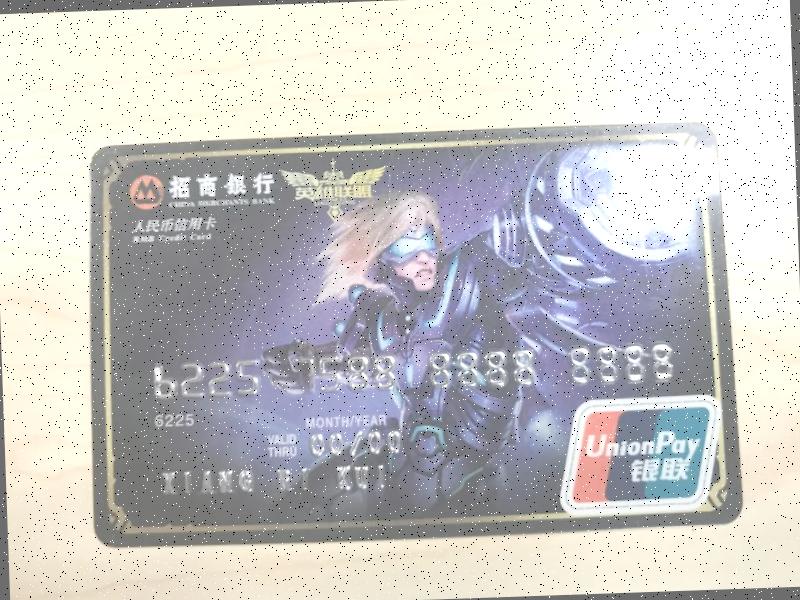 招商银行
CHINA MERCHANTS BANK
英雄联盟
人民币信用卡
Credit Card
6225 7588 8888 8888
6225
MONTH/YEAR
VALID THRU 00/00
XIANG RI KUI
UnionPay
银联